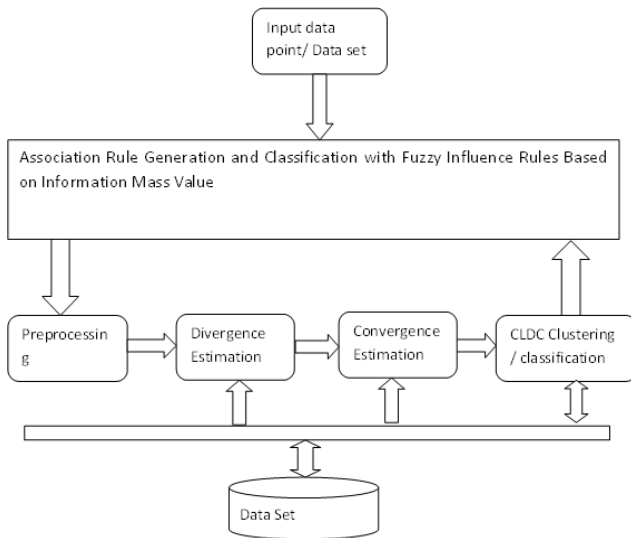 Input data
point/ Data set
Association Rule Generation and Classification with Fuzzy Influence Rules Based
on Information Mass Value
Preprocessin
g
Divergence
Estimation
Convergence
Estimation
CLDC Clustering
/ classification
Data Set